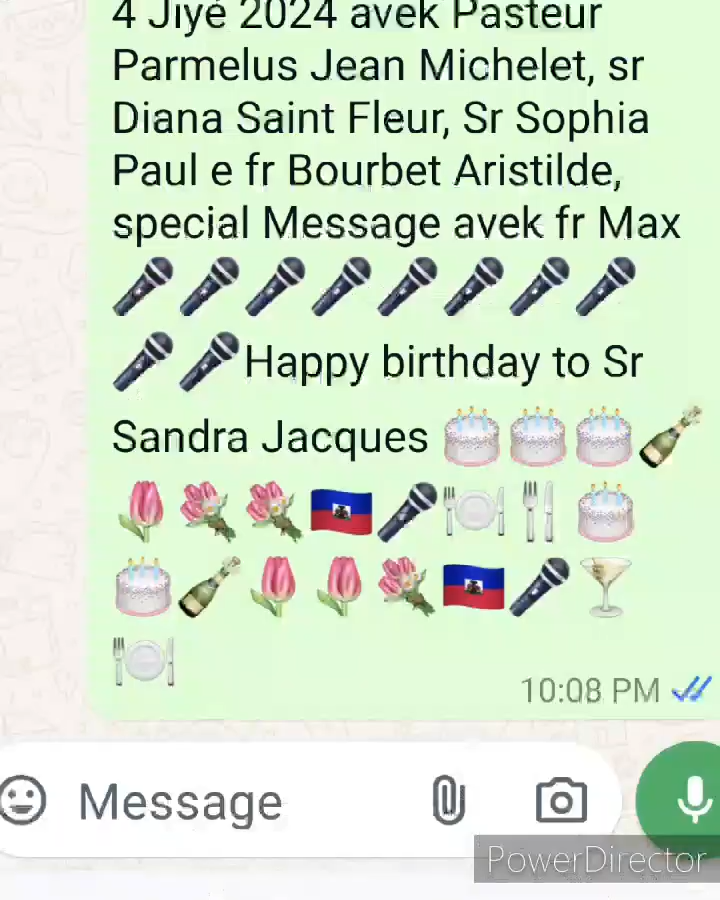 4 Jiyé 2024 avek Pasteur
Parmelus Jean Michelet, sr
Diana Saint Fleur, Sr Sophia
Paul e fr Bourbet Aristilde,
special Message avek fr Max
🎤🎤🎤🎤🎤🎤🎤🎤
🎤🎤Happy birthday to Sr
Sandra Jacques 🎂🎂🎂🍾
🌷💐💐🇭🇹🎤🍽️🍴🎂
🎂🍾🌷🌷💐🇭🇹🎤🍸
🍽️
10:08 PM
Message
PowerDirector